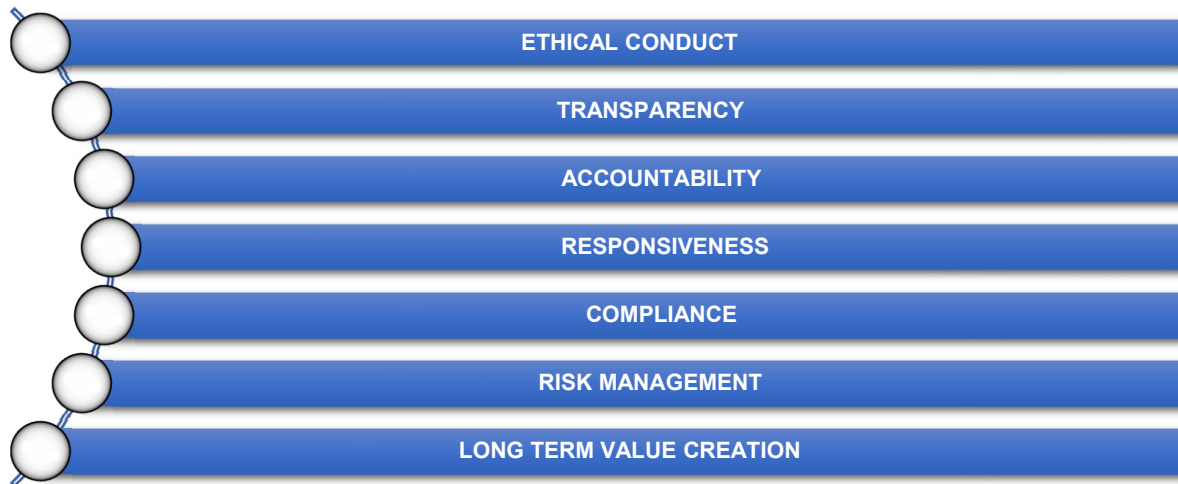 ETHICAL CONDUCT
TRANSPARENCY
ACCOUNTABILITY
RESPONSIVENESS
COMPLIANCE
RISK MANAGEMENT
LONG TERM VALUE CREATION